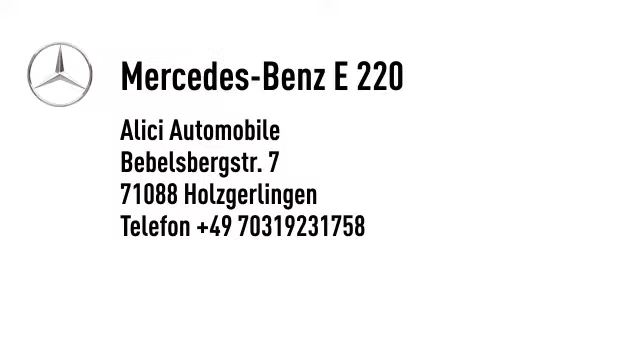 Mercedes-Benz E 220
Alici Automobile
Bebelsbergstr. 7
71088 Holzgerlingen
Telefon +49 70319231758